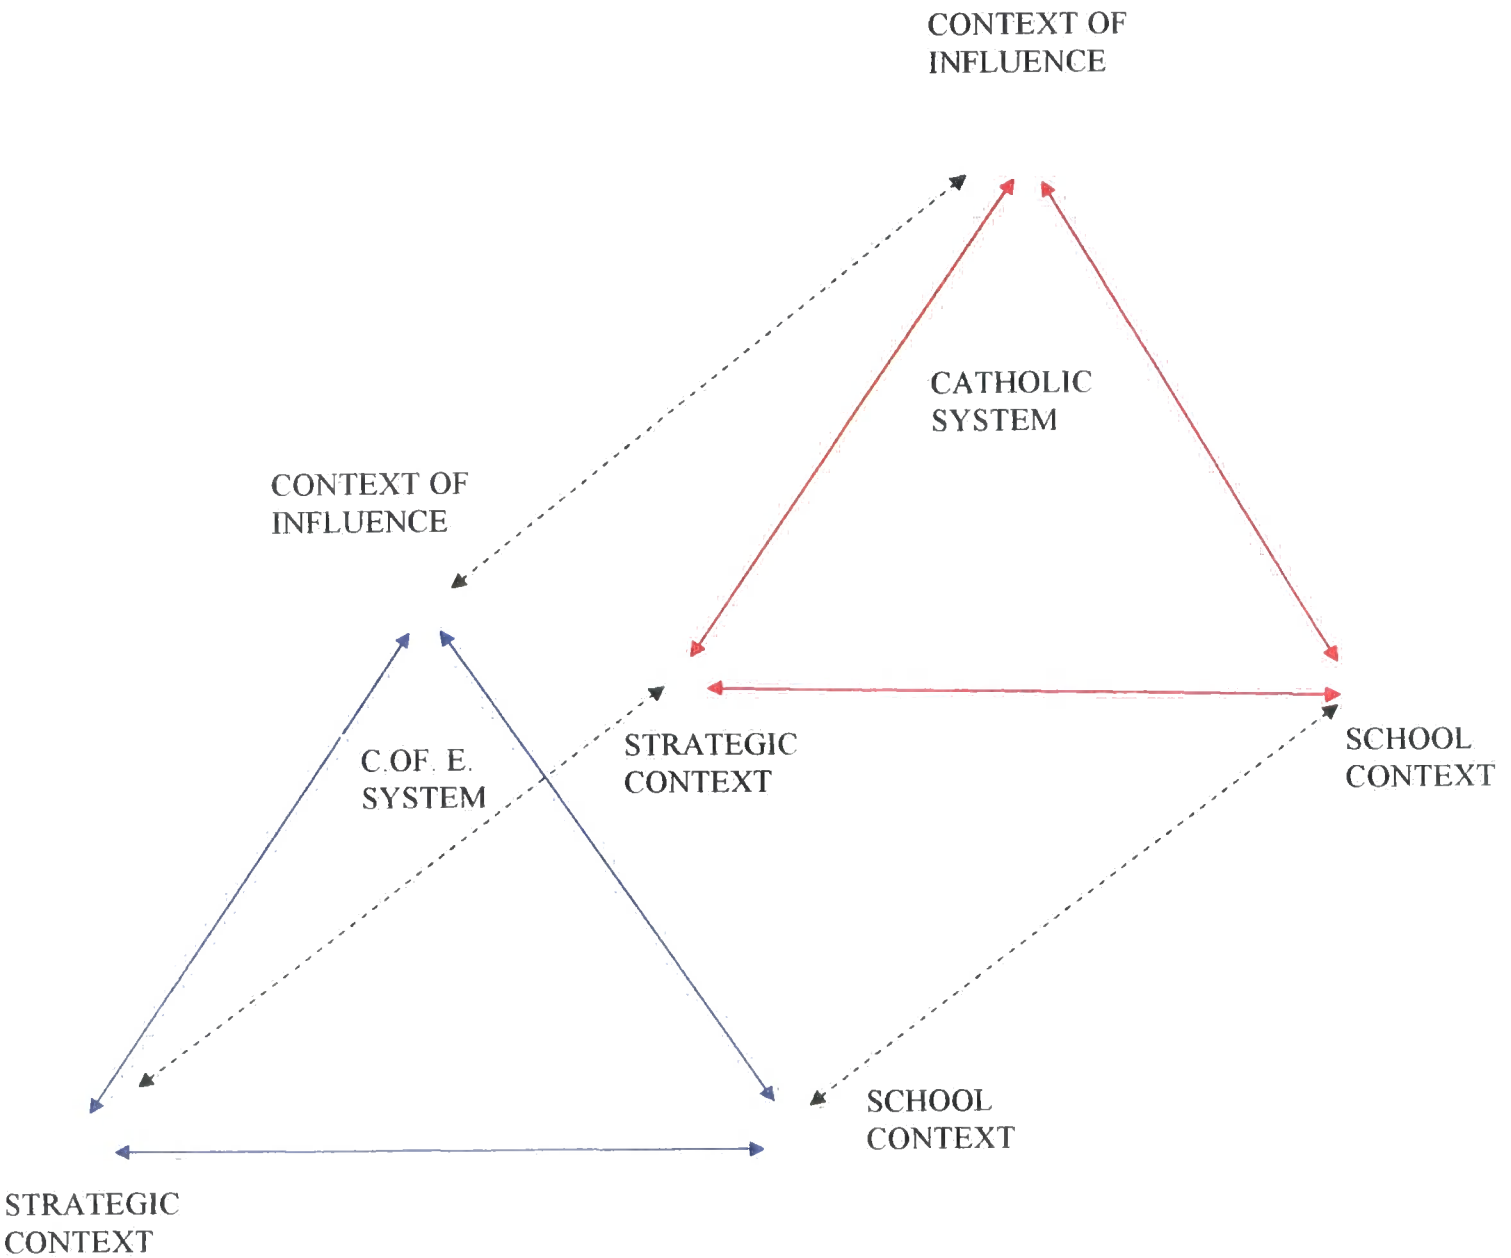 CONTEXT OF
INFLUENCE
CATHOLIC
SYSTEM
CONTEXT OF
INFLUENCE
STRATEGIC
CONTEXT
SCHOOL
CONTEXT
C.OF. E.
SYSTEM
SCHOOL
CONTEXT
STRATEGIC
CONTEXT